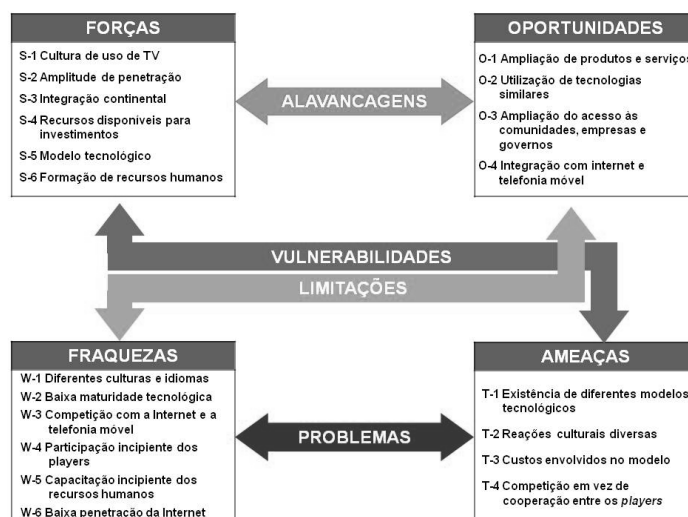 FORÇAS
S-1 Cultura de uso de TV
S-2 Amplitude de penetração
S-3 Integração continental
S-4 Recursos disponíveis para
investimentos
S-5 Modelo tecnológico
S-6 Formação de recursos humanos
ALAVANCAGENS
OPORTUNIDADES
O-1 Ampliação de produtos e serviços
O-2 Utilização de tecnologias
similares
O-3 Ampliação do acesso às
comunidades, empresas e
governos
O-4 Integração com internet e
telefonia móvel
VULNERABILIDADES
LIMITAÇÕES
FRAQUEZAS
W-1 Diferentes culturas e idiomas
W-2 Baixa maturidade tecnológica
W-3 Competição com a Internet e a
telefonia móvel
W-4 Participação incipiente dos
players
W-5 Capacitação incipiente dos
recursos humanos
W-6 Baixa penetração da Internet
PROBLEMAS
AMEAÇAS
T-1 Existência de diferentes modelos
tecnológicos
T-2 Reações culturais diversas
T-3 Custos envolvidos no modelo
T-4 Competição em vez de
cooperação entre os players